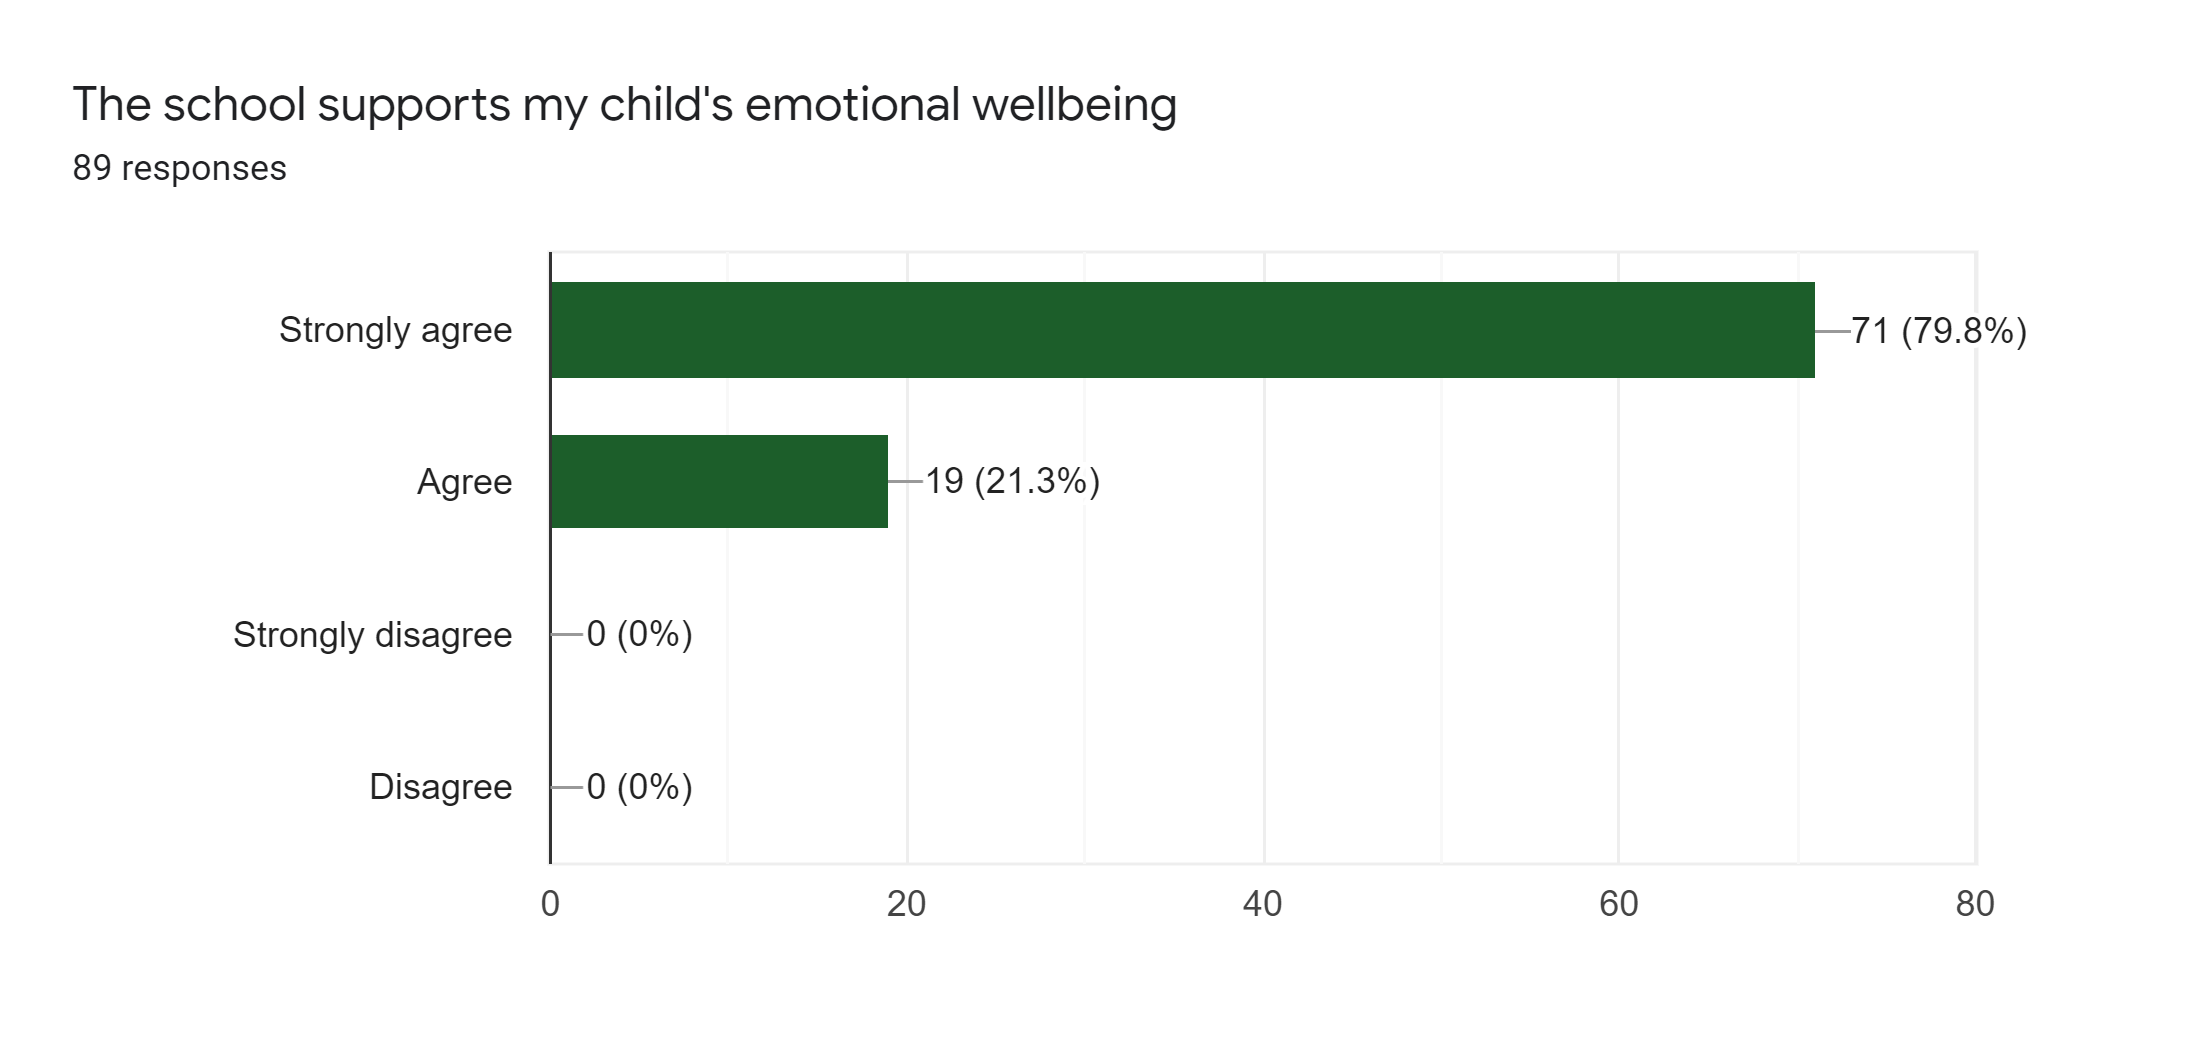 The school supports my child's emotional wellbeing
89 responses
Strongly agree 71 (79.8%)
Agree 19 (21.3%)
Strongly disagree 0 (0%)
Disagree 0 (0%)
0 20 40 60 80